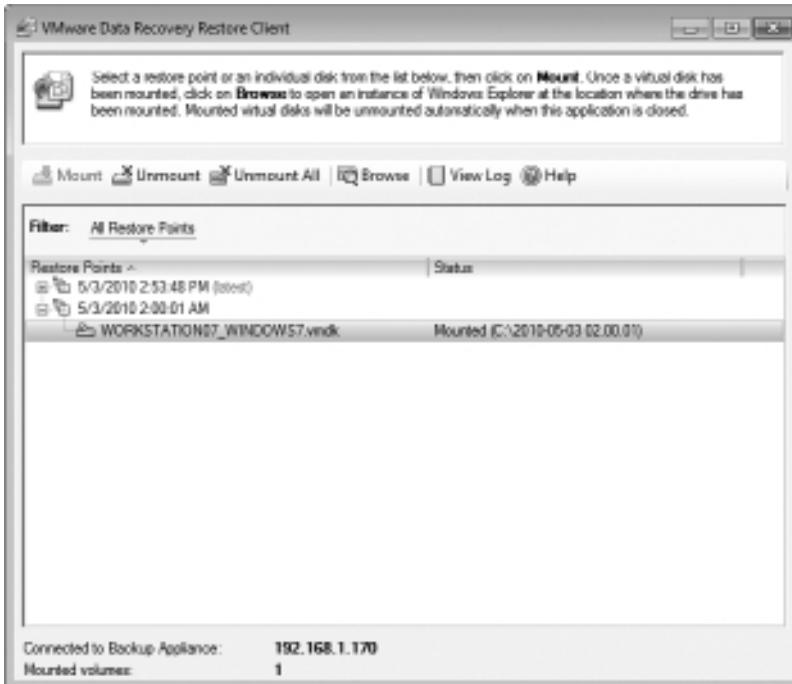 VMware Data Recovery Restore Client
Select a restore point or an individual disk from the list below, then click on Mount. Once a virtual disk has
been mounted, click on Browse to open an instance of Windows Explorer at the location where the drive has
been mounted. Mounted virtual disks will be unmounted automatically when this application is closed.
Mount Unmount Unmount All Browse View Log Help
Filter: All Restore Points
Restore Points Status
5/3/2010 2:53:48 PM (latest)
5/3/2010 2:00:01 AM
WORKSTATION07_WINDOWS7.vmdk Mounted (C:\2010-05-03 02.00.01)
Connected to Backup Appliance: 192.168.1.170
Mounted volumes: 1